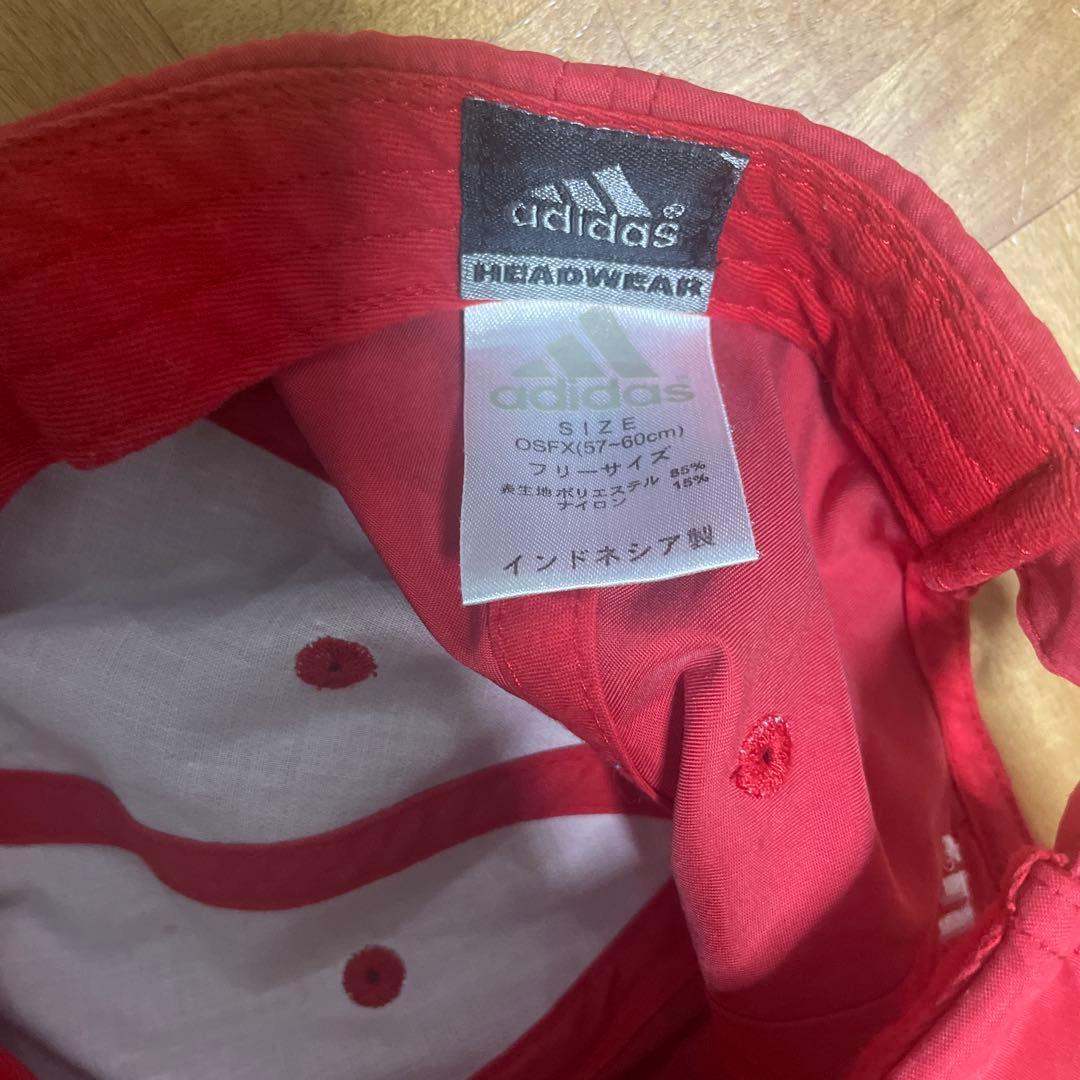 adidas®
HEADWEAR
adidas®
SIZE
OSFX(57~60cm)
フリーサイズ
表生地ポリエステル 85%
ナイロン 15%
インドネシア製